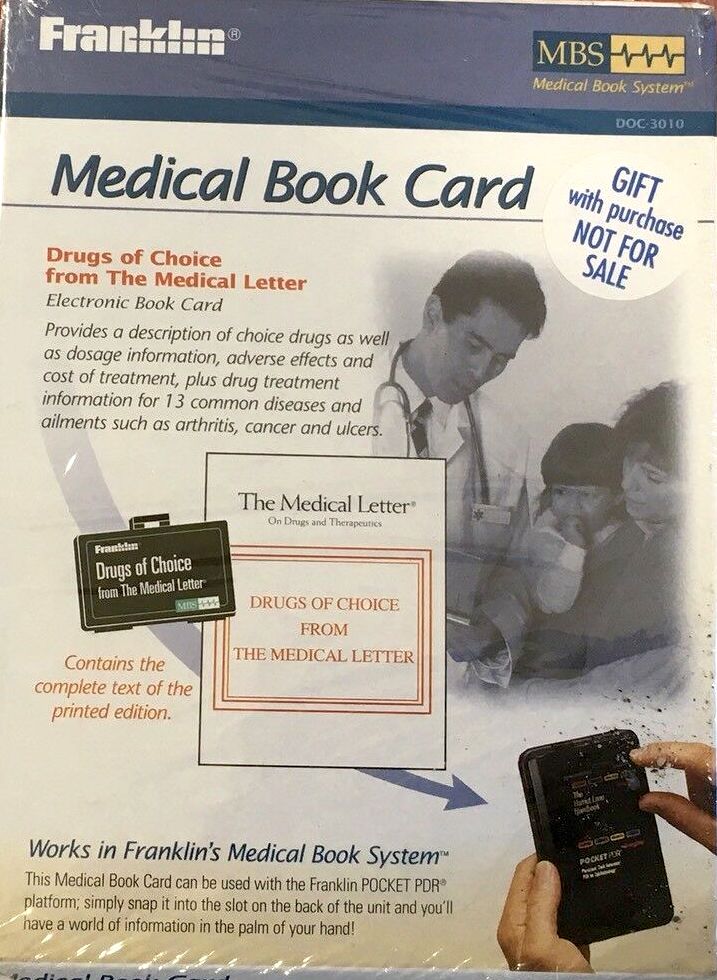 Franklin®
MBS
Medical Book System™
DOC-3010
Medical Book Card
GIFT
with purchase
NOT FOR
SALE
Drugs of Choice
from The Medical Letter
Electronic Book Card
Provides a description of choice drugs as well
as dosage information, adverse effects and
cost of treatment, plus drug treatment
information for 13 common diseases and
ailments such as arthritis, cancer and ulcers.
The Medical Letter®
On Drugs and Therapeutics
Franklin
Drugs of Choice
from The Medical Letter
MBS
DRUGS OF CHOICE
FROM
THE MEDICAL LETTER
Contains the
complete text of the
printed edition.
The
Harriet Lane
Handbook
POCKET PDR
Works in Franklin's Medical Book System™
This Medical Book Card can be used with the Franklin POCKET PDR®
platform; simply snap it into the slot on the back of the unit and you'll
have a world of information in the palm of your hand!
Medical Book Card